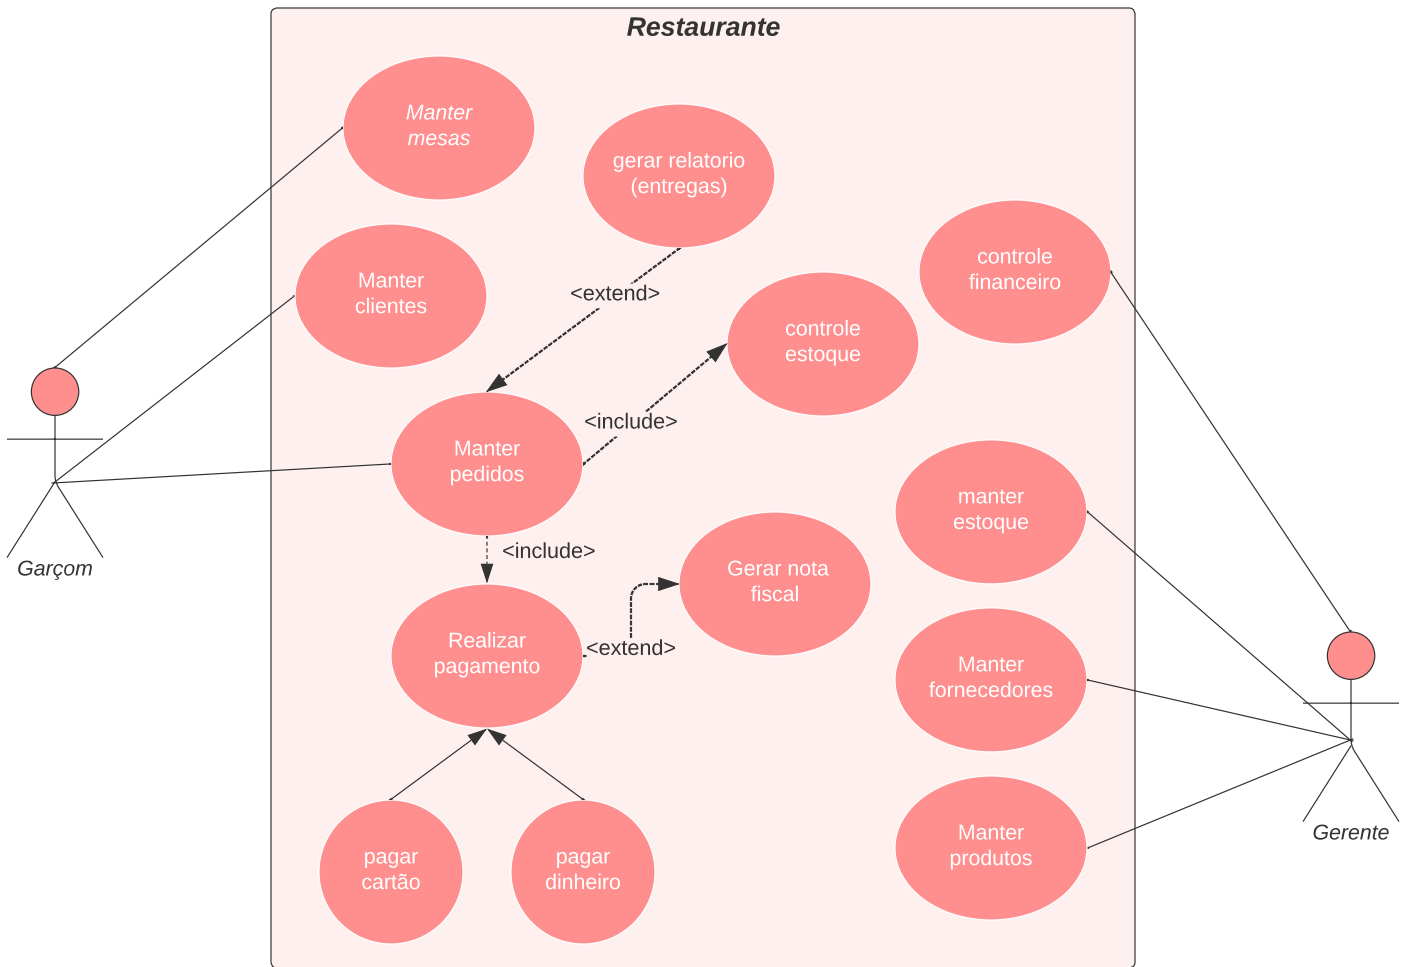 Restaurante
Manter
mesas
gerar relatorio
(entregas)
controle
financeiro
Manter
clientes
<extend>
controle
estoque
<include>
Manter
pedidos
manter
estoque
<include>
Garçom
Gerar nota
fiscal
Realizar
pagamento
<extend>
Manter
fornecedores
Manter
produtos
Gerente
pagar
cartão
pagar
dinheiro